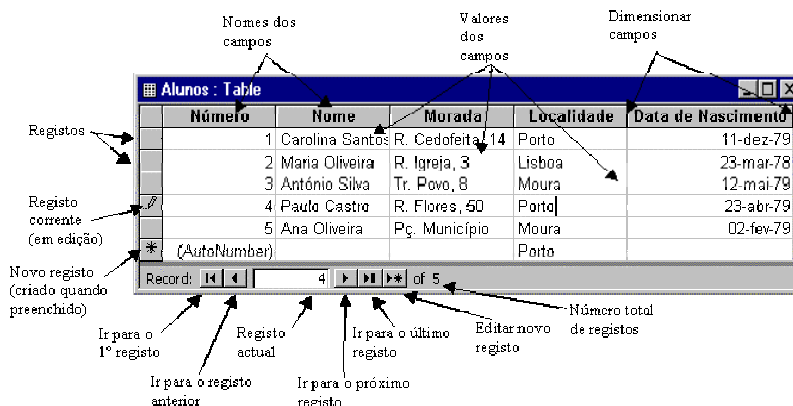 Nomes dos
campos
Valores
dos
campos
Dimensionar
campos
Alunos : Table
Número Nome Morada Localidade Data de Nascimento
Registos
1 Carolina Santos R. Cedofeita, 14 Porto 11-dez-79
2 Maria Oliveira R. Igreja, 3 Lisboa 23-mar-78
3 António Silva Tr. Povo, 8 Moura 12-mai-79
Registo
corrente
(em edição)
4 Paulo Castro R. Flores, 50 Porto 23-abr-79
5 Ana Oliveira Pç. Município Moura 02-fev-79
(AutoNumber) Porto
Novo registo
(criado quando
preenchido)
Record: 4 of 5
Ir para o
1º registo
Registo
actual
Ir para o último
registo
Editar novo
registo
Número total
de registos
Ir para o registo
anterior
Ir para o próximo
registo